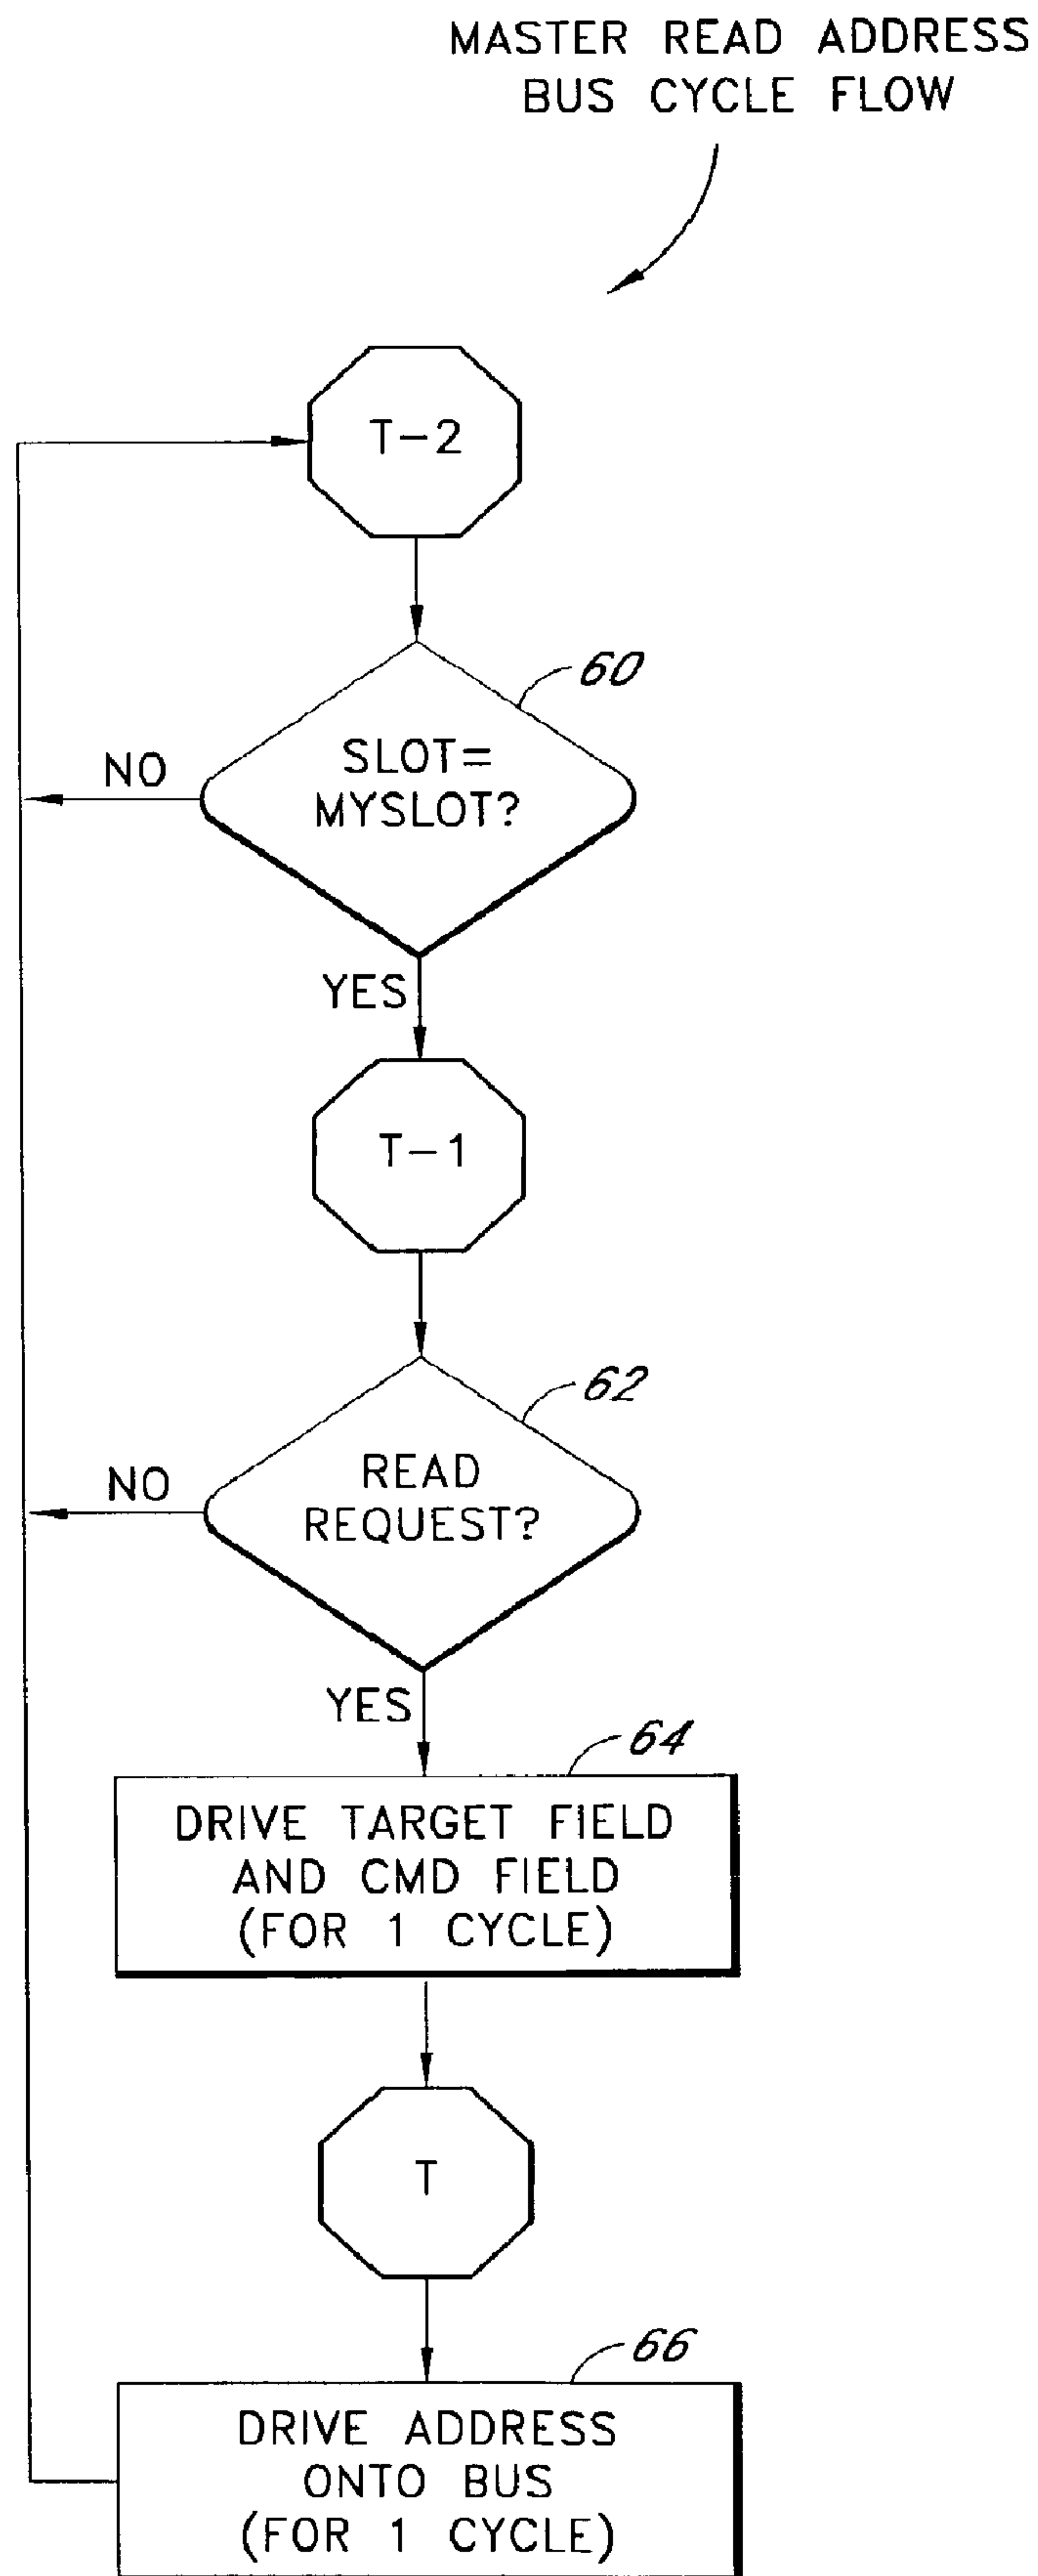 MASTER READ ADDRESS
BUS CYCLE FLOW
T-2
60
SLOT=
MYSLOT?
NO
YES
T-1
62
READ
REQUEST?
NO
YES
64
DRIVE TARGET FIELD
AND CMD FIELD
(FOR 1 CYCLE)
T
66
DRIVE ADDRESS
ONTO BUS
(FOR 1 CYCLE)